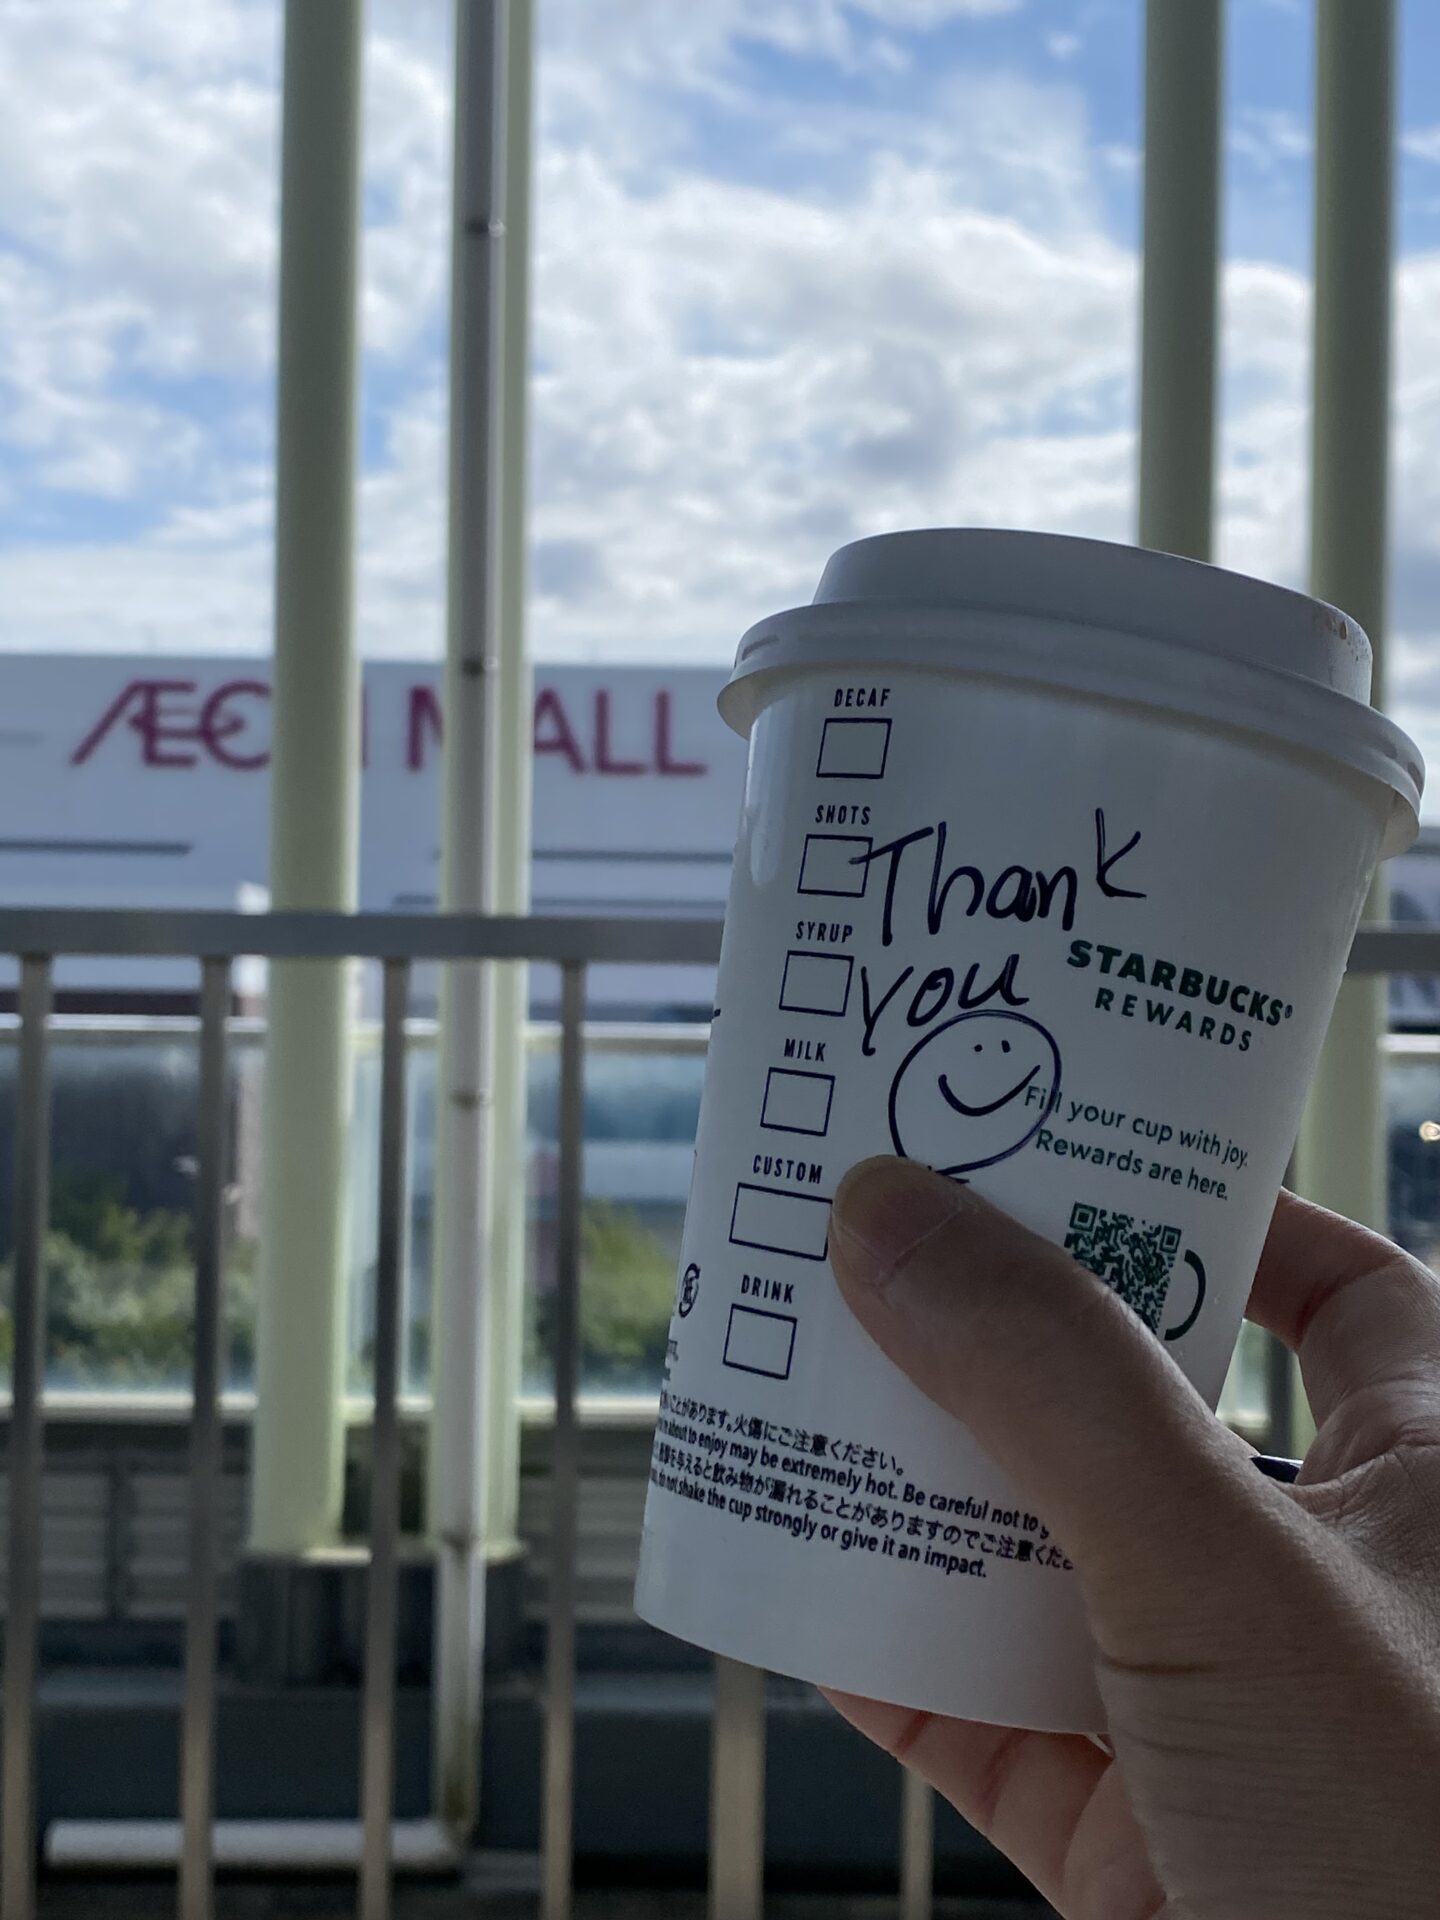 ÆON MALL
DECAF
SHOTS
SYRUP
MILK
CUSTOM
DRINK
Thank
you
STARBUCKS®
REWARDS
Fill your cup with joy.
Rewards are here.
ことがあります。火傷にご注意ください。
about to enjoy may be extremely hot. Be careful not to
衝撃を与えると飲み物が漏れることがありますのでご注意くだ
do not shake the cup strongly or give it an impact.